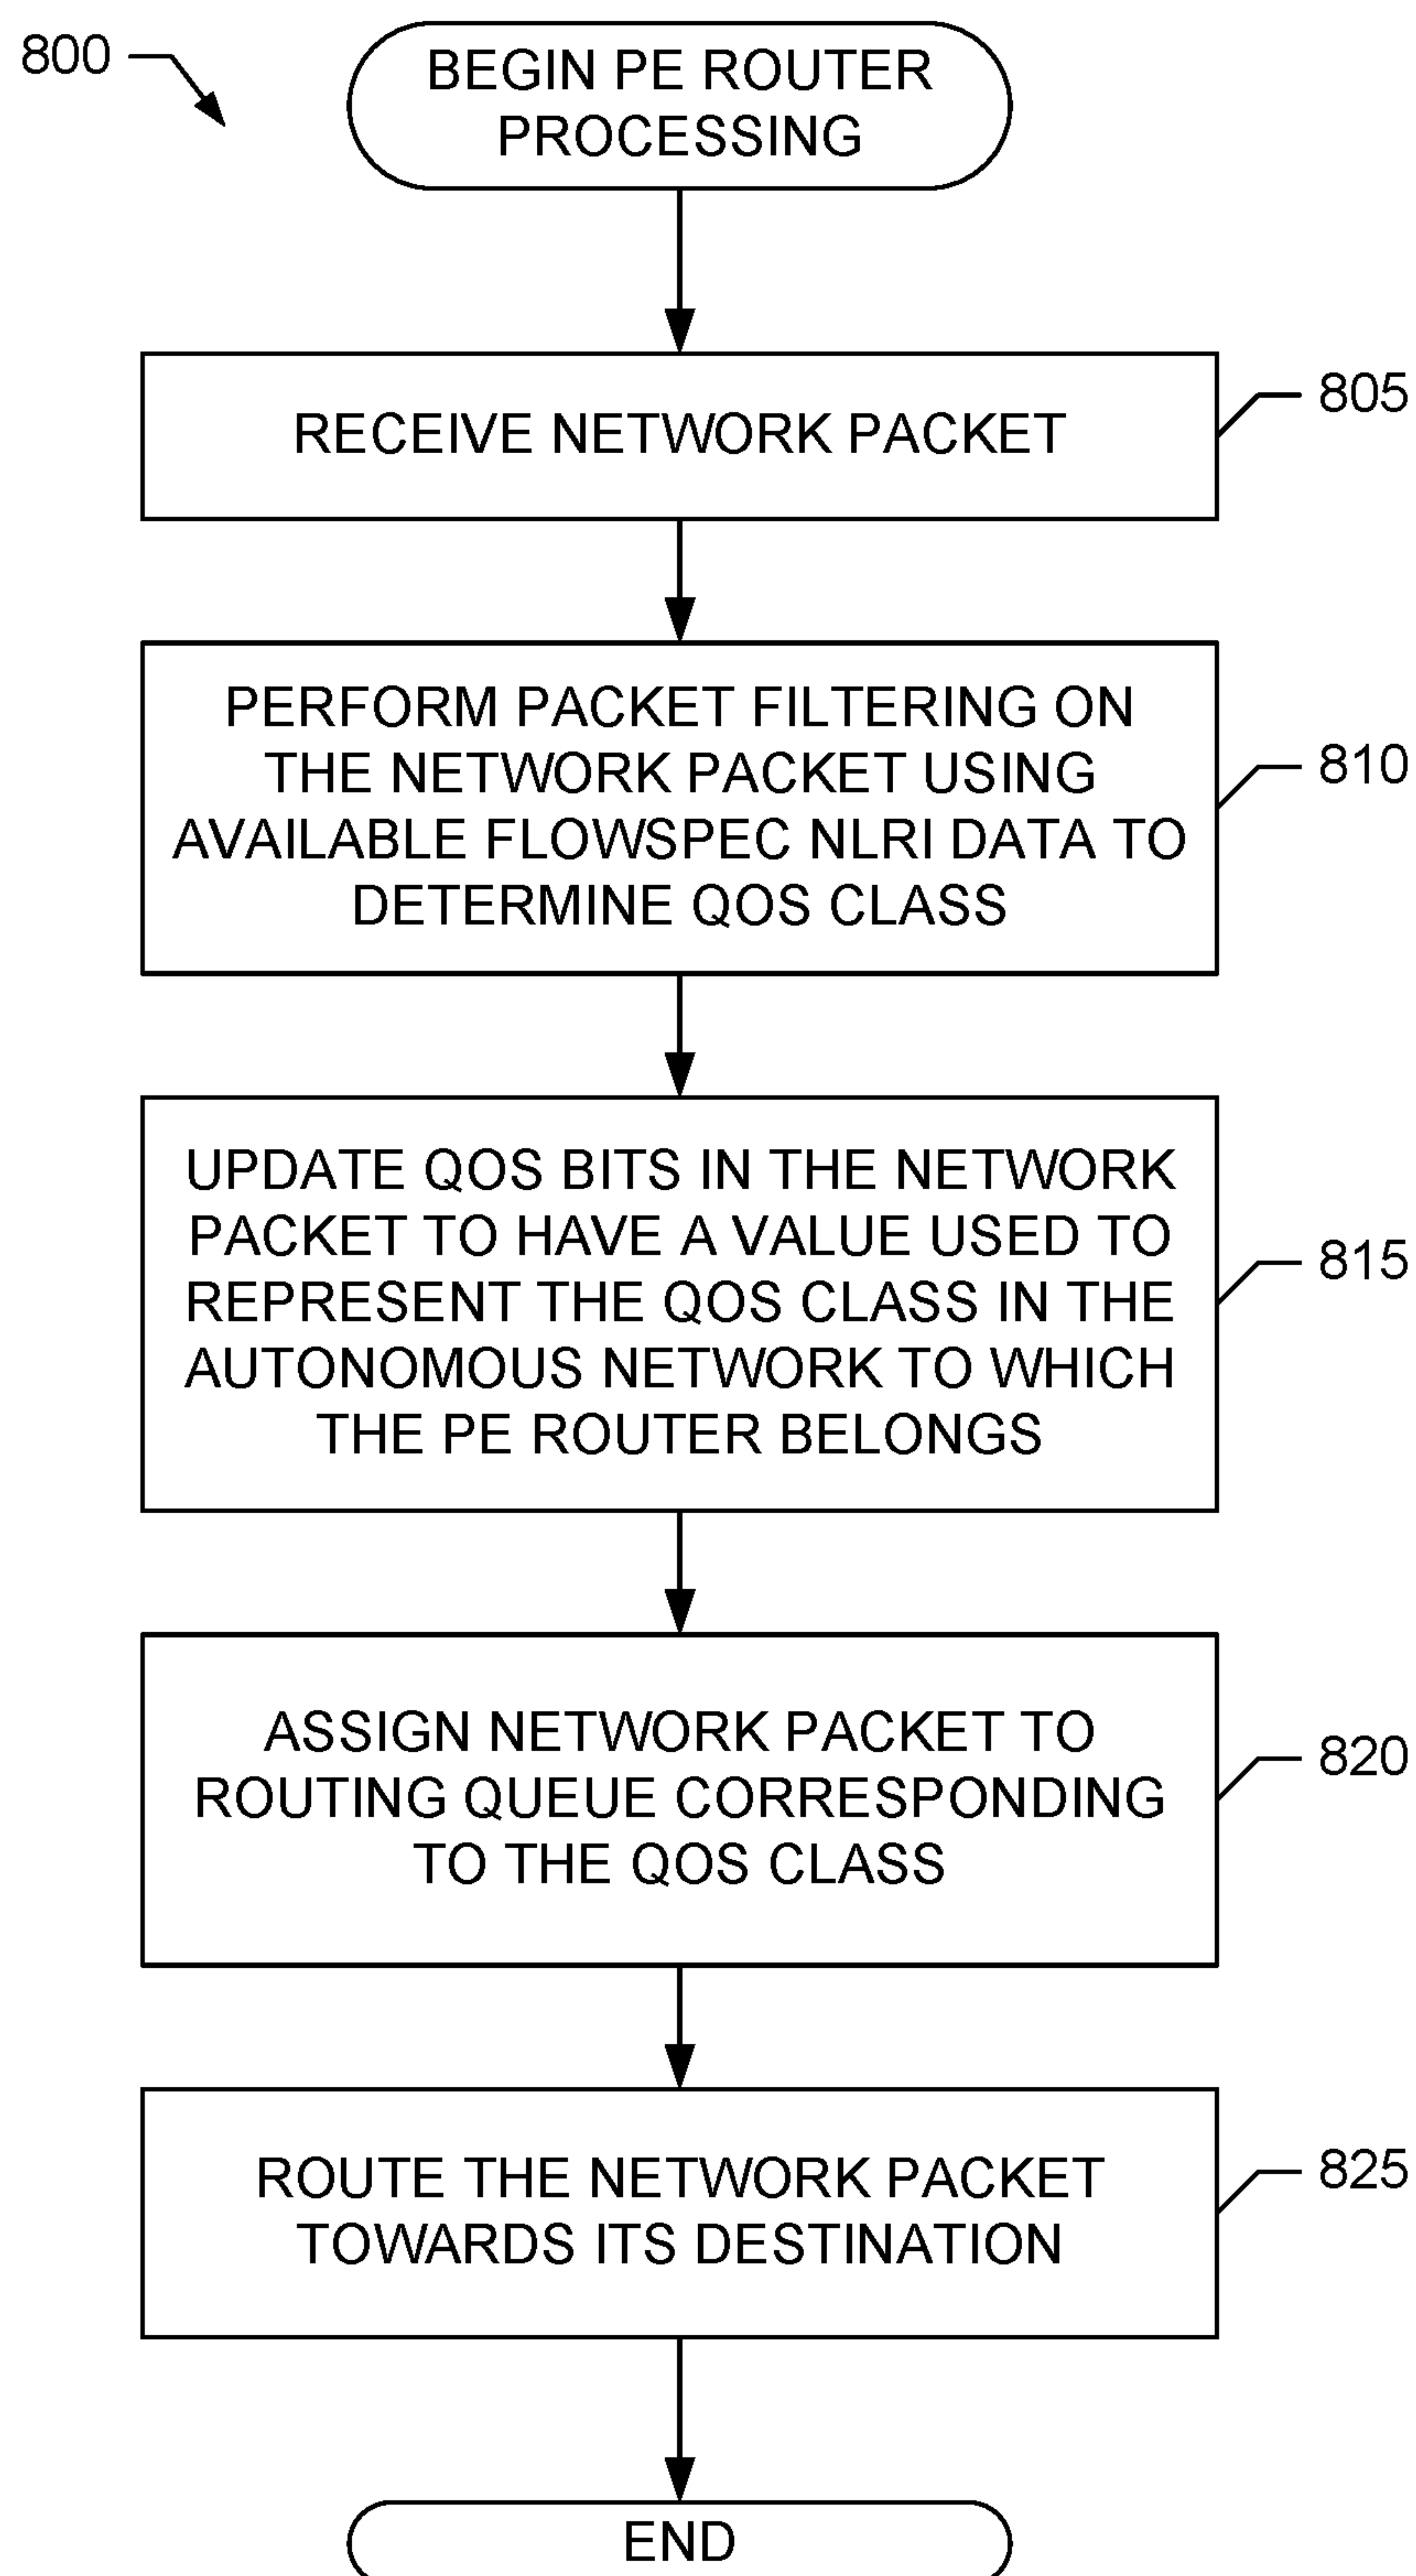 800
BEGIN PE ROUTER
PROCESSING
RECEIVE NETWORK PACKET
805
PERFORM PACKET FILTERING ON
THE NETWORK PACKET USING
AVAILABLE FLOWSPEC NLRI DATA TO
DETERMINE QOS CLASS
810
UPDATE QOS BITS IN THE NETWORK
PACKET TO HAVE A VALUE USED TO
REPRESENT THE QOS CLASS IN THE
AUTONOMOUS NETWORK TO WHICH
THE PE ROUTER BELONGS
815
ASSIGN NETWORK PACKET TO
ROUTING QUEUE CORRESPONDING
TO THE QOS CLASS
820
ROUTE THE NETWORK PACKET
TOWARDS ITS DESTINATION
825
END